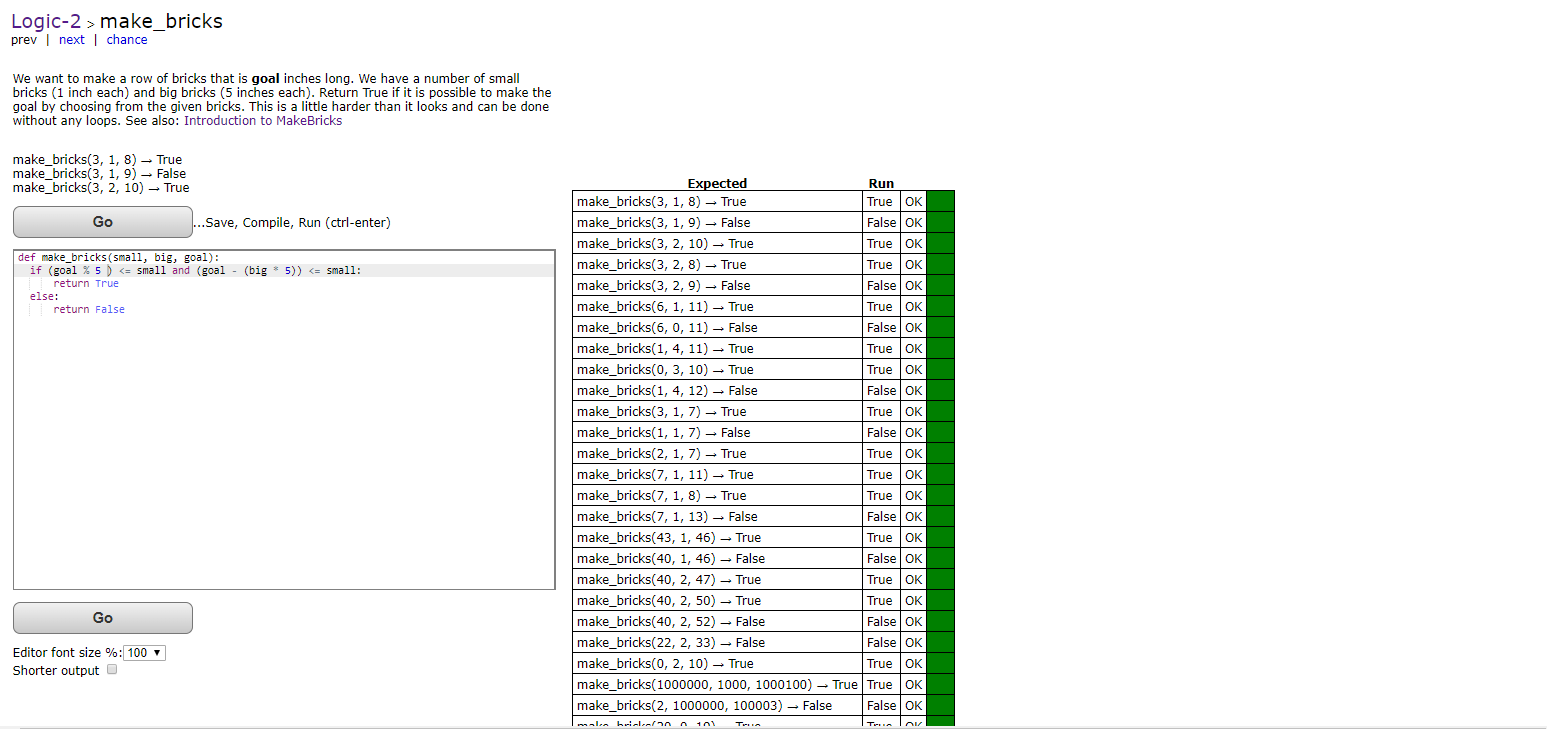 Logic-2 > make_bricks
prev | next | chance
We want to make a row of bricks that is goal inches long. We have a number of small
bricks (1 inch each) and big bricks (5 inches each). Return True if it is possible to make the
goal by choosing from the given bricks. This is a little harder than it looks and can be done
without any loops. See also: Introduction to MakeBricks
make_bricks(3, 1, 8) → True
make_bricks(3, 1, 9) → False
make_bricks(3, 2, 10) → True
Go ...Save, Compile, Run (ctrl-enter)
def make_bricks(small, big, goal):
if (goal % 5 ) <= small and (goal - (big * 5)) <= small:
return True
else:
return False
Go
Editor font size %: 100 ▼
Shorter output
Expected Run
make_bricks(3, 1, 8) → True True OK
make_bricks(3, 1, 9) → False False OK
make_bricks(3, 2, 10) → True True OK
make_bricks(3, 2, 8) → True True OK
make_bricks(3, 2, 9) → False False OK
make_bricks(6, 1, 11) → True True OK
make_bricks(6, 0, 11) → False False OK
make_bricks(1, 4, 11) → True True OK
make_bricks(0, 3, 10) → True True OK
make_bricks(1, 4, 12) → False False OK
make_bricks(3, 1, 7) → True True OK
make_bricks(1, 1, 7) → False False OK
make_bricks(2, 1, 7) → True True OK
make_bricks(7, 1, 11) → True True OK
make_bricks(7, 1, 8) → True True OK
make_bricks(7, 1, 13) → False False OK
make_bricks(43, 1, 46) → True True OK
make_bricks(40, 1, 46) → False False OK
make_bricks(40, 2, 47) → True True OK
make_bricks(40, 2, 50) → True True OK
make_bricks(40, 2, 52) → False False OK
make_bricks(22, 2, 33) → False False OK
make_bricks(0, 2, 10) → True True OK
make_bricks(1000000, 1000, 1000100) → True True OK
make_bricks(2, 1000000, 100003) → False False OK
make_bricks(20, 0, 19) → True True OK